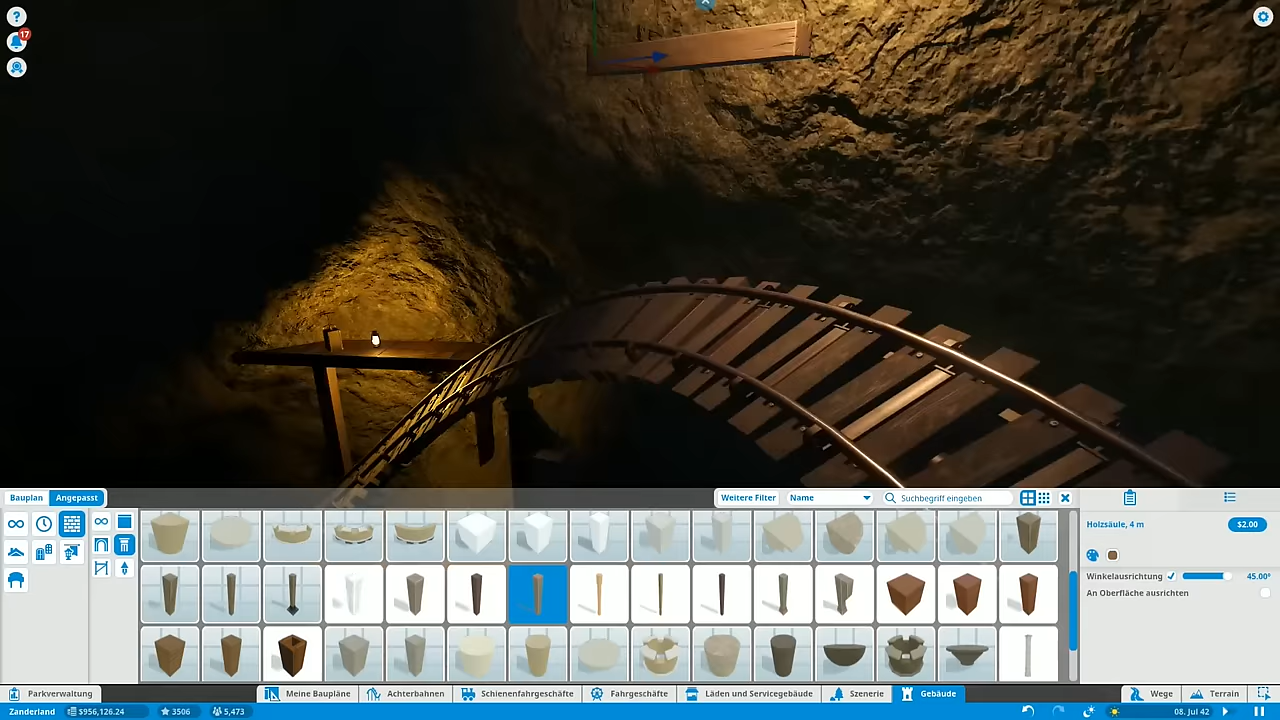 17
Bauplan
Angepasst
Weitere Filter
Name
Suchbegriff eingeben
Holzsäule, 4 m
$2.00
Winkelausrichtung
45.00°
An Oberfläche ausrichten
Parkverwaltung
Meine Baupläne
Achterbahnen
Schienenfahrgeschäfte
Fahrgeschäfte
Läden und Servicegebäude
Szenerie
Gebäude
Wege
Terrain
Zanderland
$956,126.24
3506
5,473
08. Jul 42